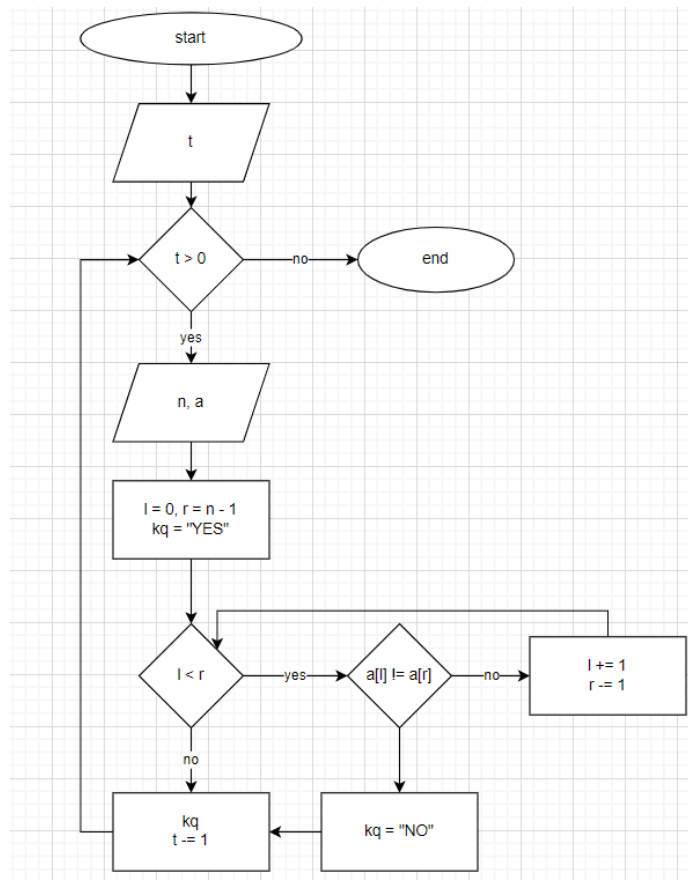 start
t
t > 0
no
end
yes
n, a
l = 0, r = n - 1
kq = "YES"
l < r
yes
a[l] != a[r]
no
l += 1
r -= 1
no
kq
t -= 1
kq = "NO"